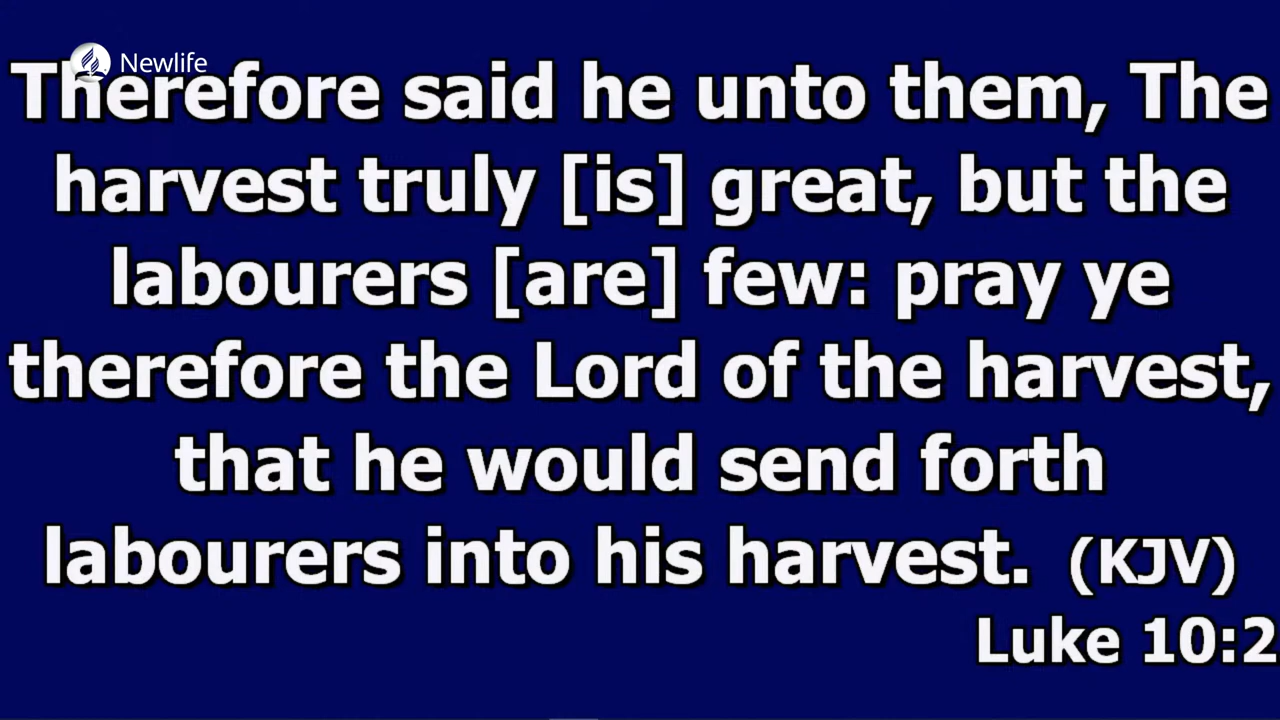 Newlife
Therefore said he unto them, The
harvest truly [is] great, but the
labourers [are] few: pray ye
therefore the Lord of the harvest,
that he would send forth
labourers into his harvest. (KJV)
Luke 10:2